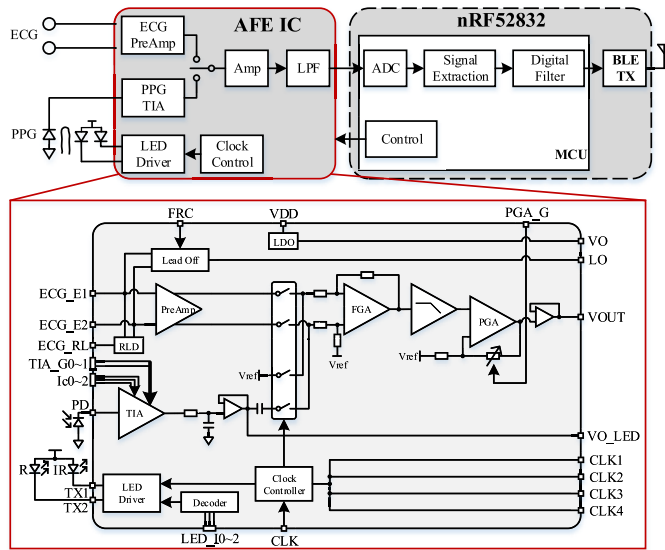 AFE IC
nRF52832
ECG
ECG
PreAmp
PPG
TIA
Amp
LPF
ADC
Signal
Extraction
Digital
Filter
BLE
TX
PPG
LED
Driver
Clock
Control
Control
MCU
FRC
VDD
PGA_G
LDO
VO
Lead Off
LO
ECG_E1
PreAmp
FGA
PGA
VOUT
ECG_E2
ECG_RL
RLD
Vref
Vref
Vref
TIA_G0~1
Ic0~2
PD
TIA
VO_LED
R
IR
TX1
TX2
LED
Driver
Decoder
Clock
Controller
CLK1
CLK2
CLK3
CLK4
LED_I0~2
CLK